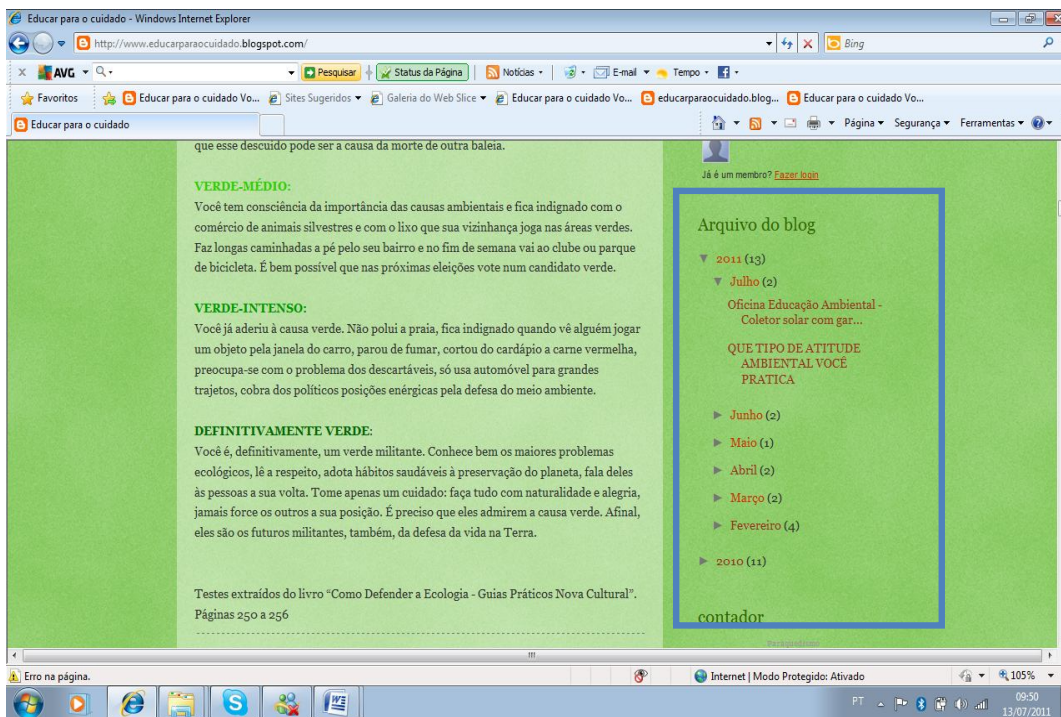 Educar para o cuidado - Windows Internet Explorer
http://www.educarparaocuidado.blogspot.com/
Bing
AVG
Pesquisar
Status da Página
Notícias
E-mail
Tempo
Favoritos
Educar para o cuidado Vo...
Sites Sugeridos
Galeria do Web Slice
Educar para o cuidado Vo...
educarparaocuidado.blog...
Educar para o cuidado Vo...
Educar para o cuidado
Página
Segurança
Ferramentas
que esse descuido pode ser a causa da morte de outra baleia.
VERDE-MÉDIO:
Você tem consciência da importância das causas ambientais e fica indignado com o
comércio de animais silvestres e com o lixo que sua vizinhança joga nas áreas verdes.
Faz longas caminhadas a pé pelo seu bairro e no fim de semana vai ao clube ou parque
de bicicleta. É bem possível que nas próximas eleições vote num candidato verde.
VERDE-INTENSO:
Você já aderiu à causa verde. Não polui a praia, fica indignado quando vê alguém jogar
um objeto pela janela do carro, parou de fumar, cortou do cardápio a carne vermelha,
preocupa-se com o problema dos descartáveis, só usa automóvel para grandes
trajetos, cobra dos políticos posições enérgicas pela defesa do meio ambiente.
DEFINITIVAMENTE VERDE:
Você é, definitivamente, um verde militante. Conhece bem os maiores problemas
ecológicos, lê a respeito, adota hábitos saudáveis à preservação do planeta, fala deles
às pessoas a sua volta. Tome apenas um cuidado: faça tudo com naturalidade e alegria,
jamais force os outros a sua posição. É preciso que eles admirem a causa verde. Afinal,
eles são os futuros militantes, também, da defesa da vida na Terra.
Testes extraídos do livro “Como Defender a Ecologia - Guias Práticos Nova Cultural”.
Páginas 250 a 256
Já é um membro? Fazer login
Arquivo do blog
▼ 2011 (13)
▼ Julho (2)
Oficina Educação Ambiental -
Coletor solar com gar...
QUE TIPO DE ATITUDE
AMBIENTAL VOCÊ
PRATICA
► Junho (2)
► Maio (1)
► Abril (2)
► Março (2)
► Fevereiro (4)
► 2010 (11)
contador
Erro na página.
Internet | Modo Protegido: Ativado
105%
PT
09:50
13/07/2011